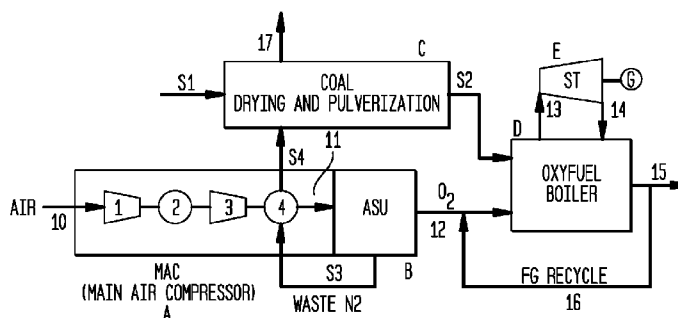 17
C
E
S1
COAL
DRYING AND PULVERIZATION
S2
ST
G
13
14
D
S4
11
OXYFUEL
BOILER
15
AIR
10
1
2
3
4
ASU
O2
12
MAC
(MAIN AIR COMPRESSOR)
A
S3
B
WASTE N2
FG RECYCLE
16